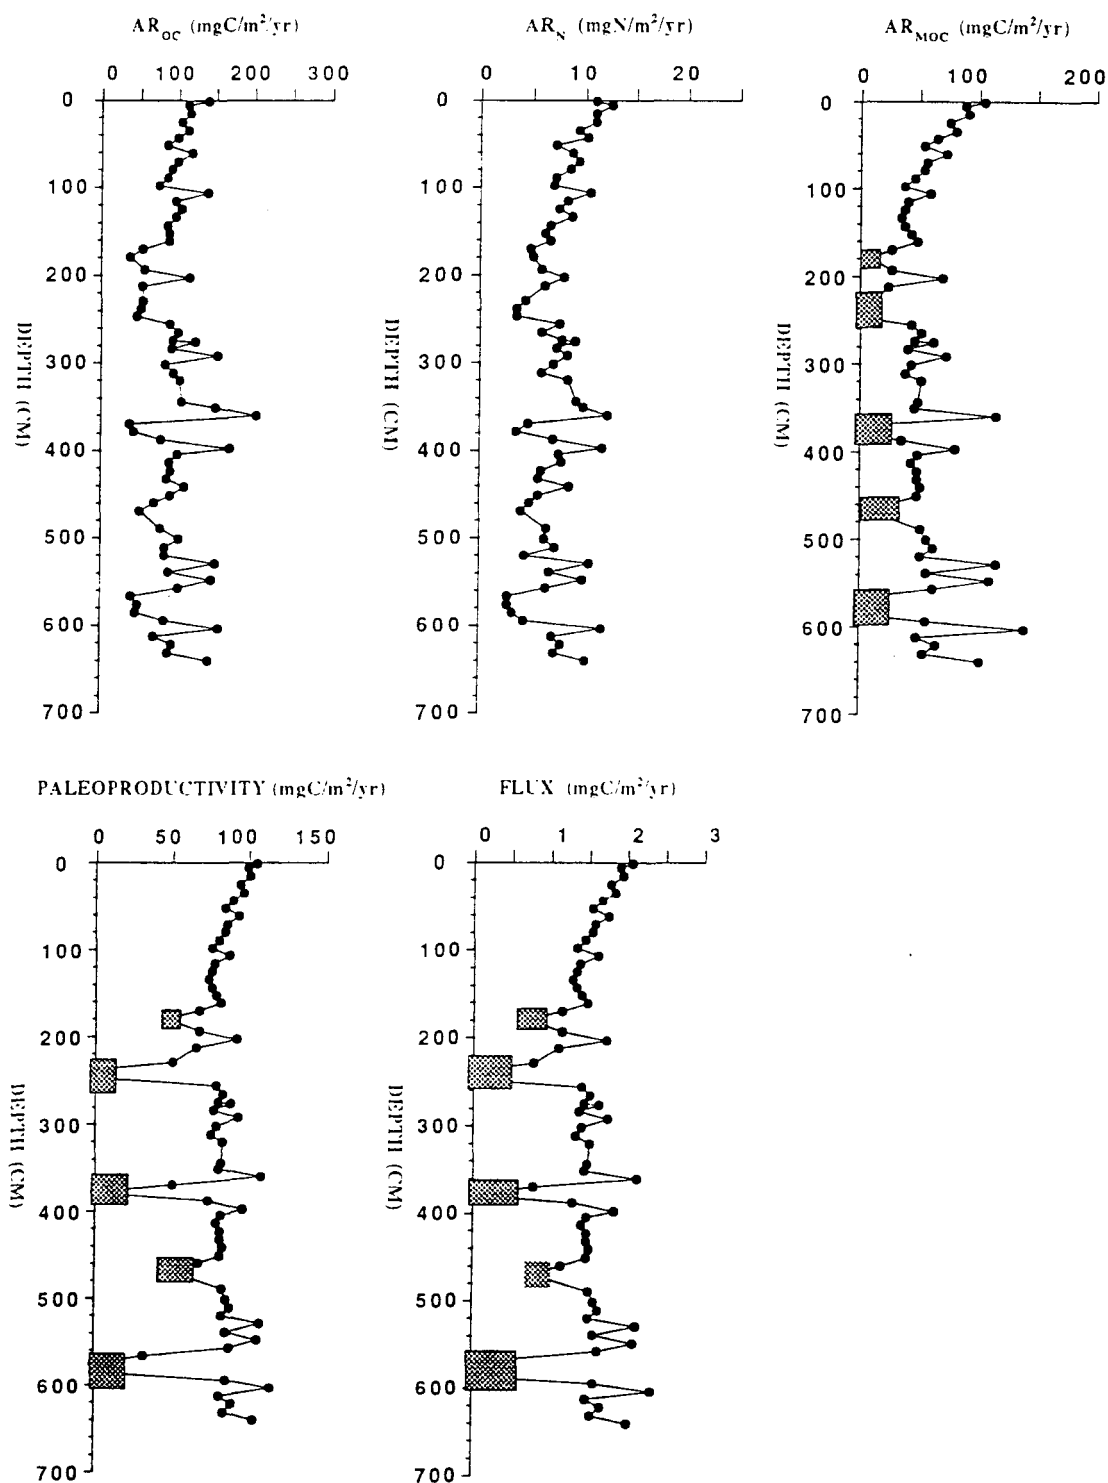 AR_OC (mgC/m²/yr)
0 100 200 300
0
100
200
300
400
500
600
700
DEPTH (CM)
AR_N (mgN/m²/yr)
0 10 20
0
100
200
300
400
500
600
700
DEPTH (CM)
AR_MOC (mgC/m²/yr)
0 100 200
0
100
200
300
400
500
600
700
DEPTH (CM)
PALEOPRODUCTIVITY (mgC/m²/yr)
0 50 100 150
0
100
200
300
400
500
600
700
DEPTH (CM)
FLUX (mgC/m²/yr)
0 1 2 3
0
100
200
300
400
500
600
700
DEPTH (CM)